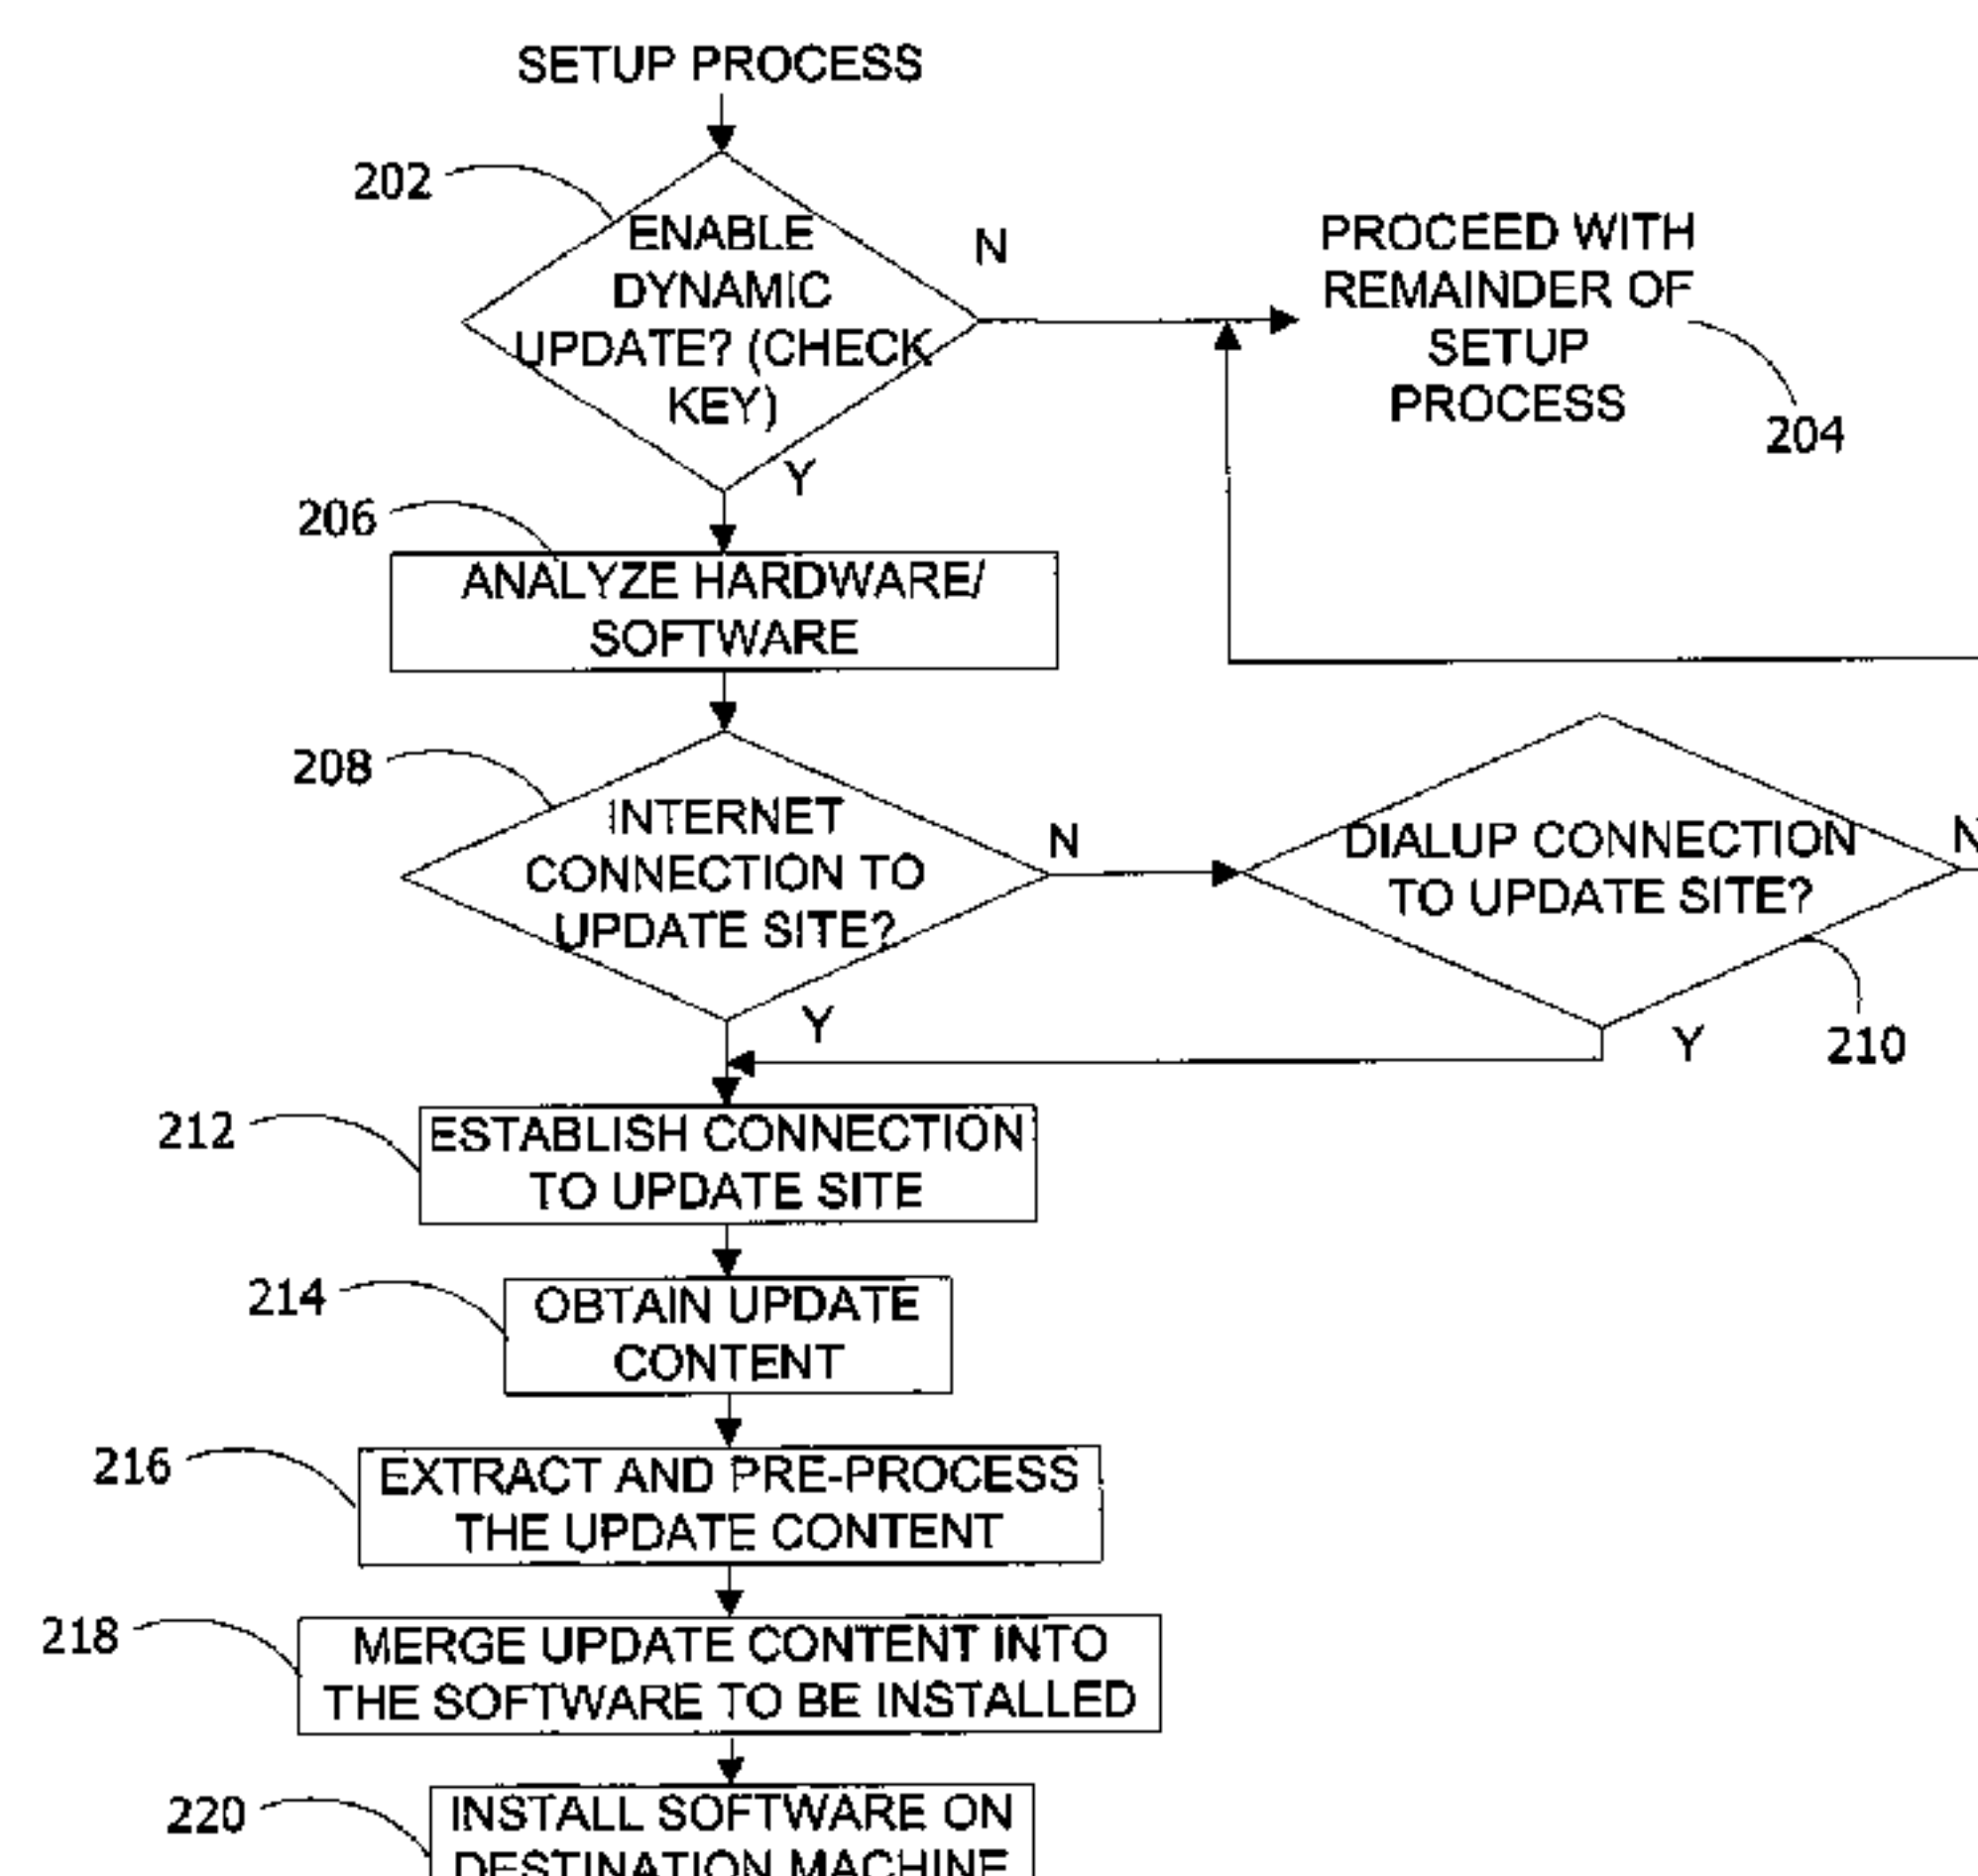 SETUP PROCESS
202
ENABLE
DYNAMIC
UPDATE? (CHECK
KEY)
N
Y
PROCEED WITH
REMAINDER OF
SETUP
PROCESS
204
206
ANALYZE HARDWARE/
SOFTWARE
208
INTERNET
CONNECTION TO
UPDATE SITE?
N
Y
DIALUP CONNECTION
TO UPDATE SITE?
N
Y
210
212
ESTABLISH CONNECTION
TO UPDATE SITE
214
OBTAIN UPDATE
CONTENT
216
EXTRACT AND PRE-PROCESS
THE UPDATE CONTENT
218
MERGE UPDATE CONTENT INTO
THE SOFTWARE TO BE INSTALLED
220
INSTALL SOFTWARE ON
DESTINATION MACHINE